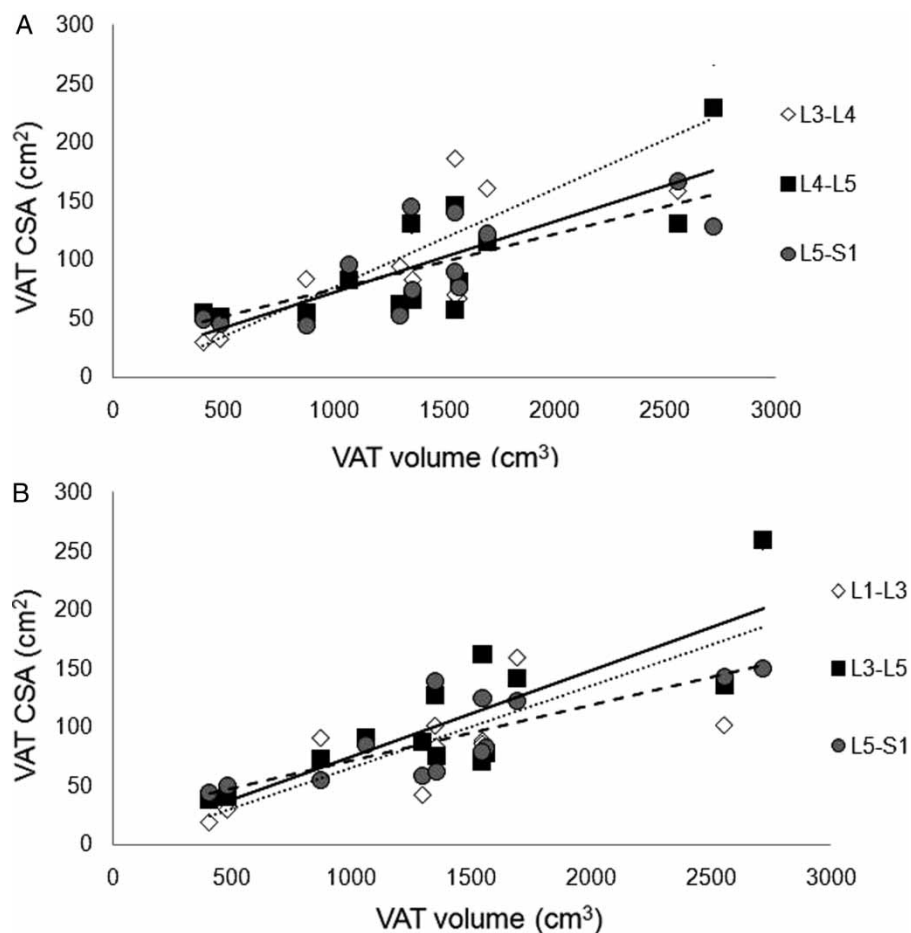 A
300
250
200
150
100
50
0
VAT CSA (cm²)
0 500 1000 1500 2000 2500 3000
VAT volume (cm³)
L3-L4
L4-L5
L5-S1
B
300
250
200
150
100
50
0
VAT CSA (cm²)
0 500 1000 1500 2000 2500 3000
VAT volume (cm³)
L1-L3
L3-L5
L5-S1